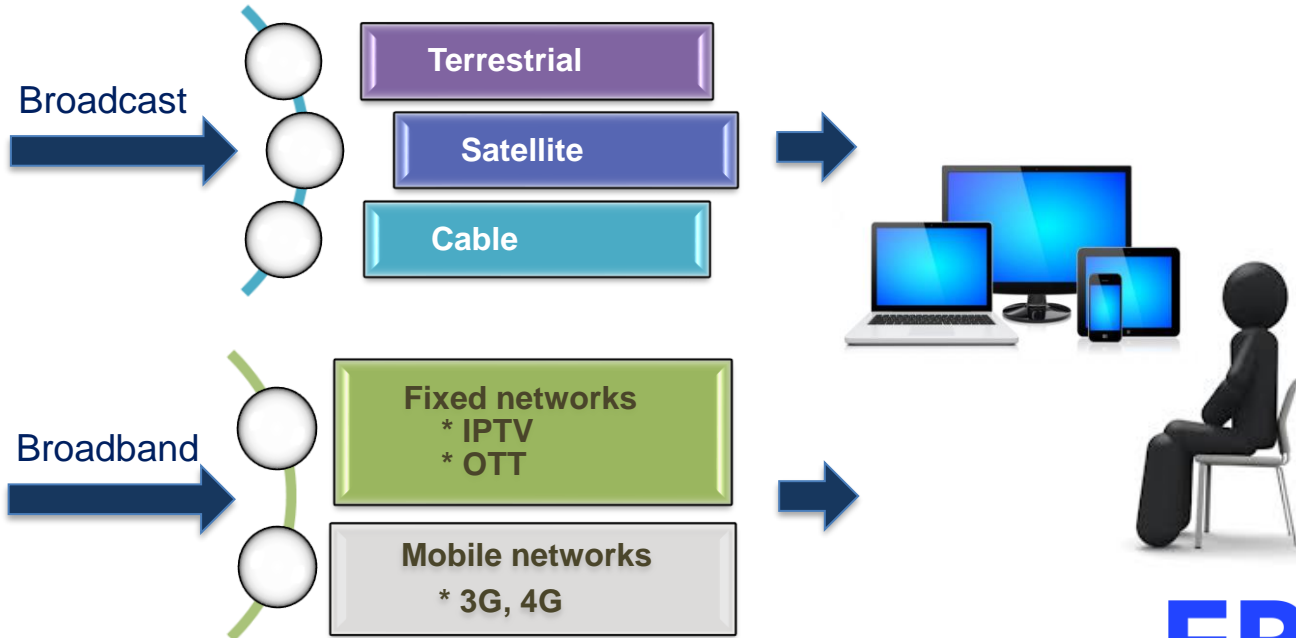 Broadcast
Terrestrial
Satellite
Cable
Broadband
Fixed networks
* IPTV
* OTT
Mobile networks
* 3G, 4G